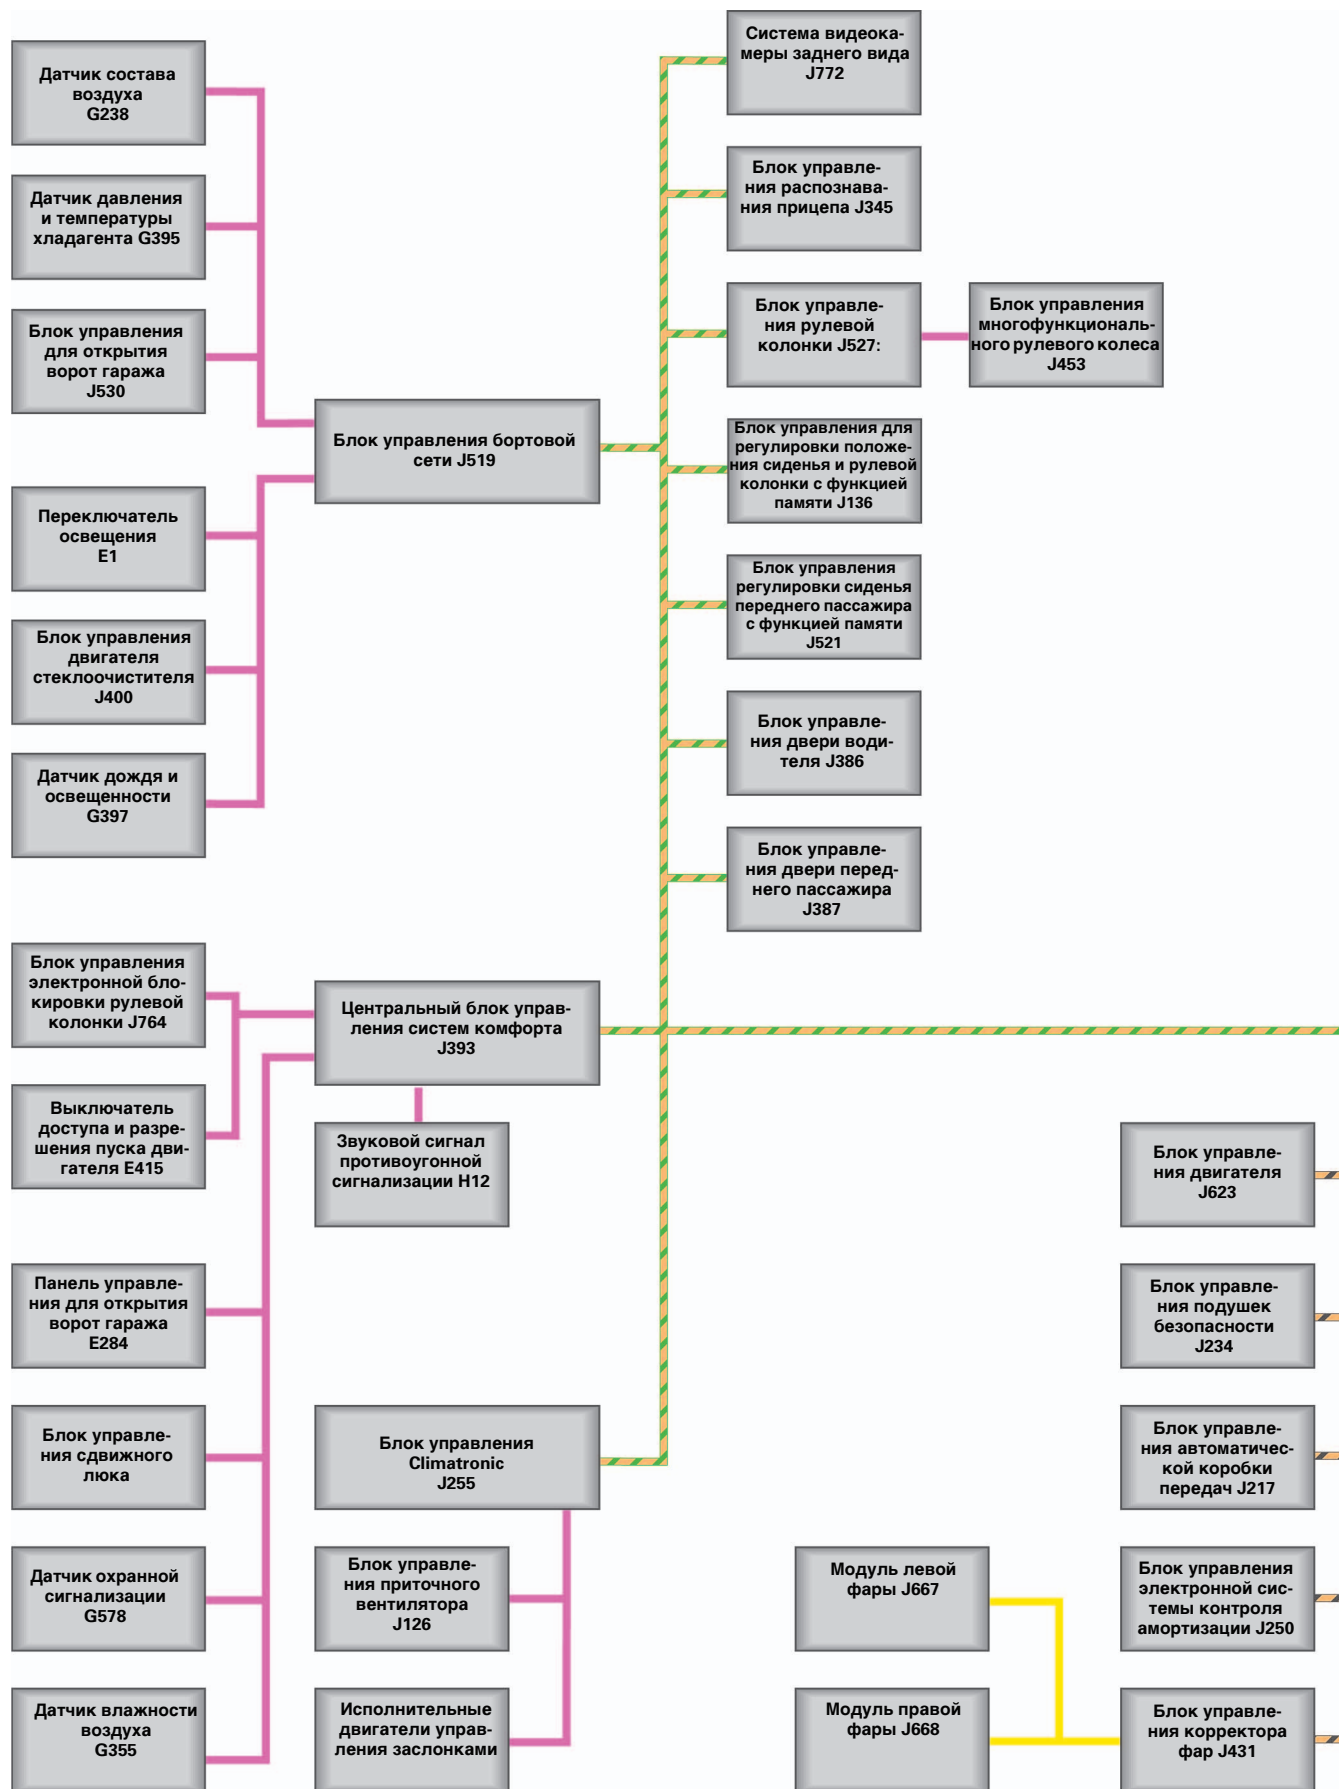 Датчик состава
воздуха
G238
Датчик давления
и температуры
хладагента G395
Блок управления
для открытия
ворот гаража
J530
Переключатель
освещения
E1
Блок управления
двигателя
стеклоочистителя
J400
Датчик дождя и
освещенности
G397
Блок управления бортовой
сети J519
Система видеока-
меры заднего вида
J772
Блок управле-
ния распознава-
ния прицепа J345
Блок управле-
ния рулевой
колонки J527:
Блок управления
многофункциональ-
ного рулевого колеса
J453
Блок управления для
регулировки положе-
ния сиденья и рулевой
колонки с функцией
памяти J136
Блок управления
регулировки сиденья
переднего пассажира
с функцией памяти
J521
Блок управле-
ния двери води-
теля J386
Блок управле-
ния двери перед-
него пассажира
J387
Блок управления
электронной бло-
кировки рулевой
колонки J764
Выключатель
доступа и разре-
шения пуска дви-
гателя E415
Центральный блок управ-
ления систем комфорта
J393
Звуковой сигнал
противоугонной
сигнализации H12
Панель управле-
ния для открытия
ворот гаража
E284
Блок управле-
ния сдвижного
люка
Датчик охранной
сигнализации
G578
Датчик влажности
воздуха
G355
Блок управления
Climatronic
J255
Блок управле-
ния приточного
вентилятора
J126
Исполнительные
двигатели управ-
ления заслонками
Модуль левой
фары J667
Модуль правой
фары J668
Блок управле-
ния двигателя
J623
Блок управле-
ния подушек
безопасности
J234
Блок управле-
ния автоматичес-
кой коробки
передач J217
Блок управления
электронной сис-
темы контроля
амортизации J250
Блок управле-
ния корректора
фар J431